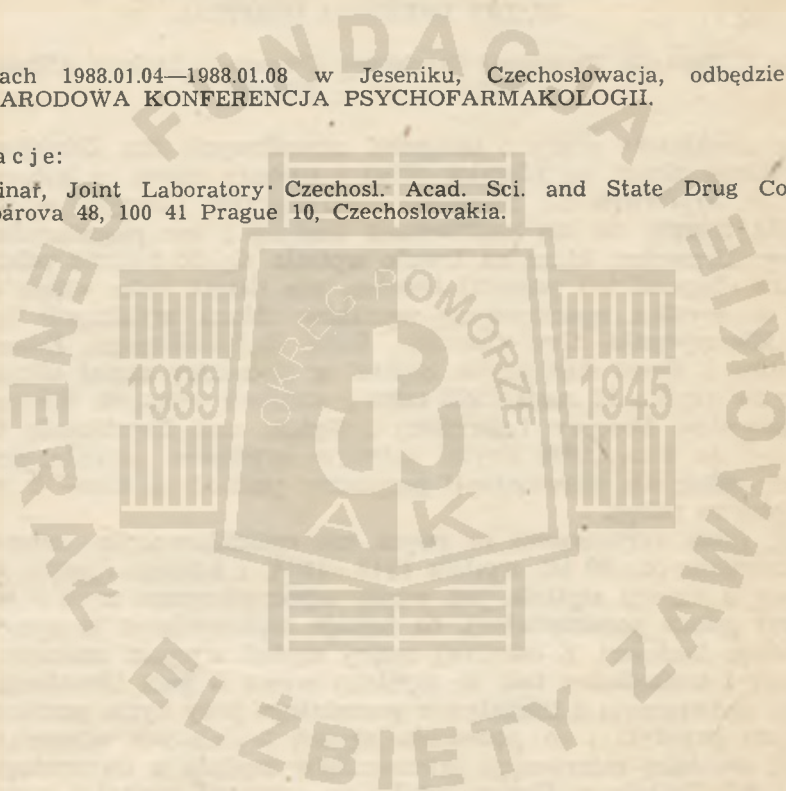 ach 1988.01.04—1988.01.08 w Jeseniku, Czechosłowacja, odbędzie
ARODOWA KONFERENCJA PSYCHOFARMAKOLOGII.
acje:
inař, Joint Laboratory Czechosl. Acad. Sci. and State Drug Co
árova 48, 100 41 Prague 10, Czechoslovakia.
FUNDACJA
GENERAŁ ELŻBIETY ZAWACKIEJ
OKRĘG POMORZE
1939
1945
AK